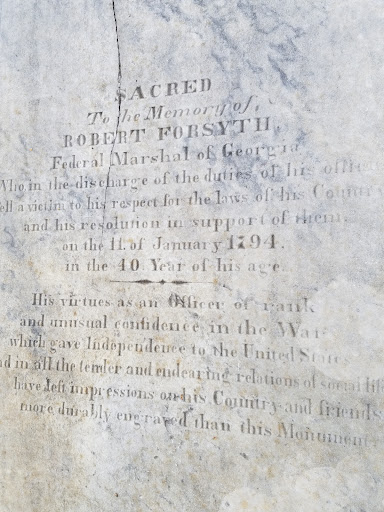 SACRED
To the Memory of,
ROBERT FORSYTH,
Federal Marshal of Georgia
Who in the discharge of the duties of his office
ell a victim to his respect for the laws of his Countr
and his resolution in support of them,
on the 11. of January 1794.
in the 40. Year of his age.
His virtues as an Officer of rank
and unusual confidence, in the War
which gave Independence to the United States
nd in all the tender and endearing relations of social lif
have left impressions on his Country and friends
more durably engraved than this Monument